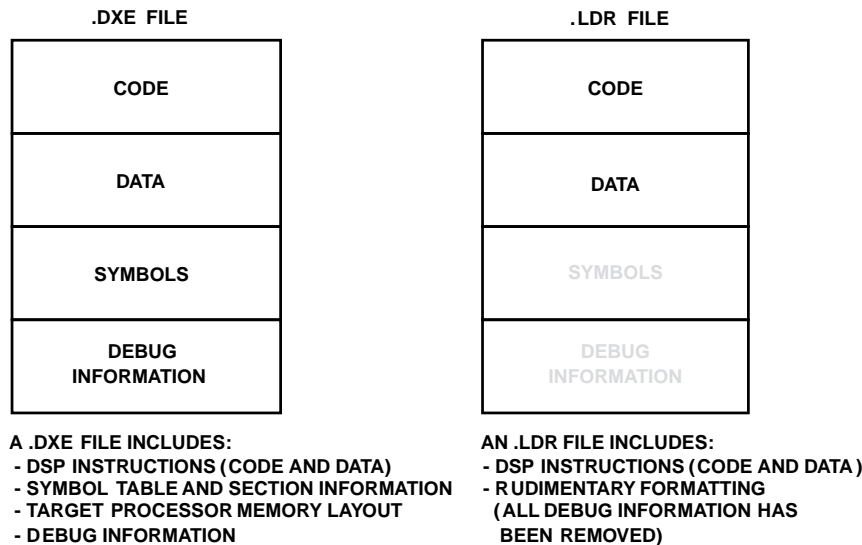 .DXE FILE
CODE
DATA
SYMBOLS
DEBUG
INFORMATION
A .DXE FILE INCLUDES:
- DSP INSTRUCTIONS (CODE AND DATA)
- SYMBOL TABLE AND SECTION INFORMATION
- TARGET PROCESSOR MEMORY LAYOUT
- DEBUG INFORMATION
.LDR FILE
CODE
DATA
SYMBOLS
DEBUG
INFORMATION
AN .LDR FILE INCLUDES:
- DSP INSTRUCTIONS (CODE AND DATA)
- RUDIMENTARY FORMATTING
(ALL DEBUG INFORMATION HAS
BEEN REMOVED)